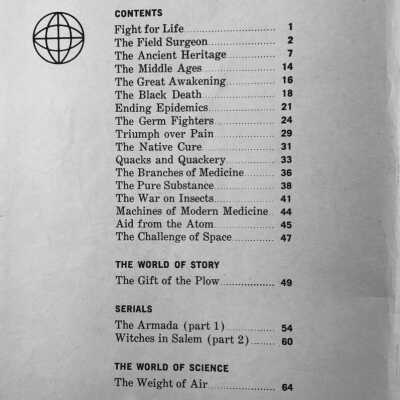 CONTENTS
Fight for Life 1
The Field Surgeon 2
The Ancient Heritage 7
The Middle Ages 14
The Great Awakening 16
The Black Death 18
Ending Epidemics 21
The Germ Fighters 24
Triumph over Pain 29
The Native Cure 31
Quacks and Quackery 33
The Branches of Medicine 36
The Pure Substance 38
The War on Insects 41
Machines of Modern Medicine 44
Aid from the Atom 45
The Challenge of Space 47
THE WORLD OF STORY
The Gift of the Plow 49
SERIALS
The Armada (part 1) 54
Witches in Salem (part 2) 60
THE WORLD OF SCIENCE
The Weight of Air 64